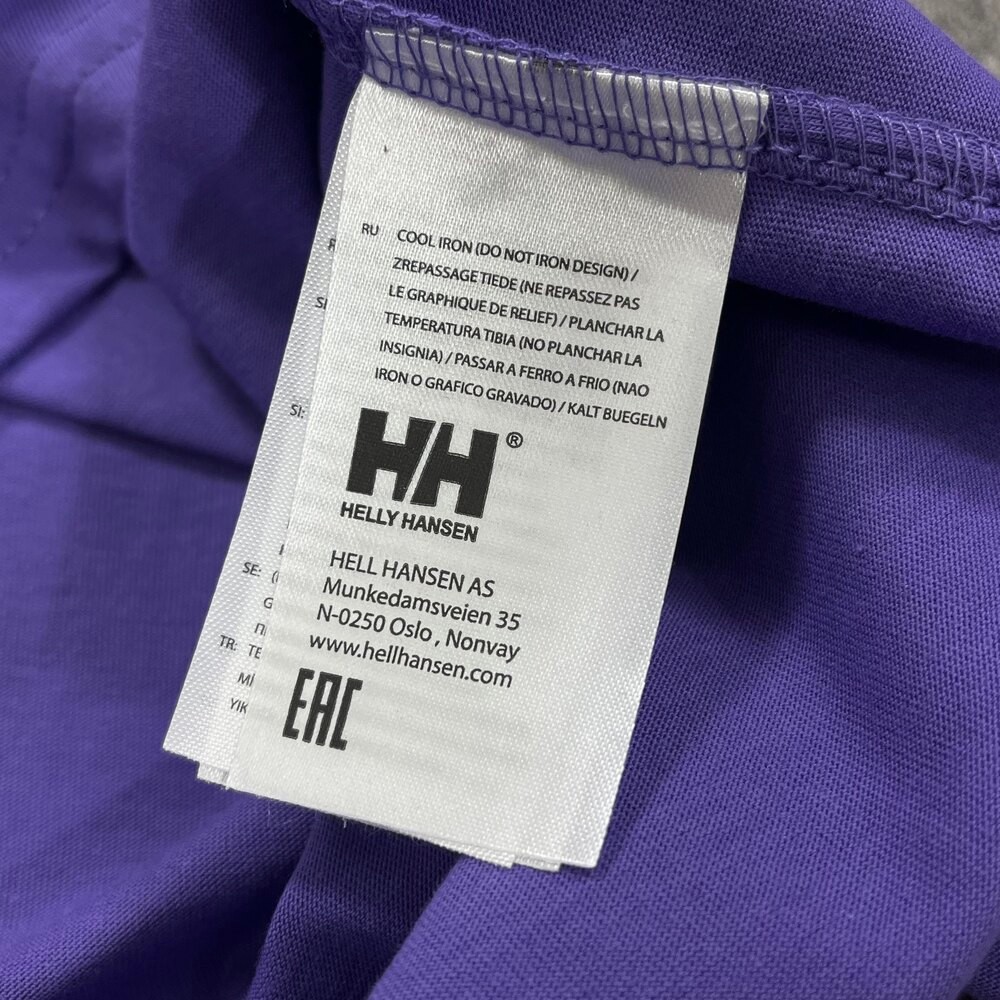 RU COOL IRON (DO NOT IRON DESIGN) /
ZREPASSAGE TIEDE (NE REPASSEZ PAS
LE GRAPHIQUE DE RELIEF) / PLANCHAR LA
TEMPERATURA TIBIA (NO PLANCHAR LA
INSIGNIA) / PASSAR A FERRO A FRIO (NAO
IRON O GRAFICO GRAVADO) / KALT BUEGELN
HH®
HELLY HANSEN
HELL HANSEN AS
Munkedamsveien 35
N-0250 Oslo , Nonvay
www.hellhansen.com
EAC
SI:
SE:
TR:
YIK